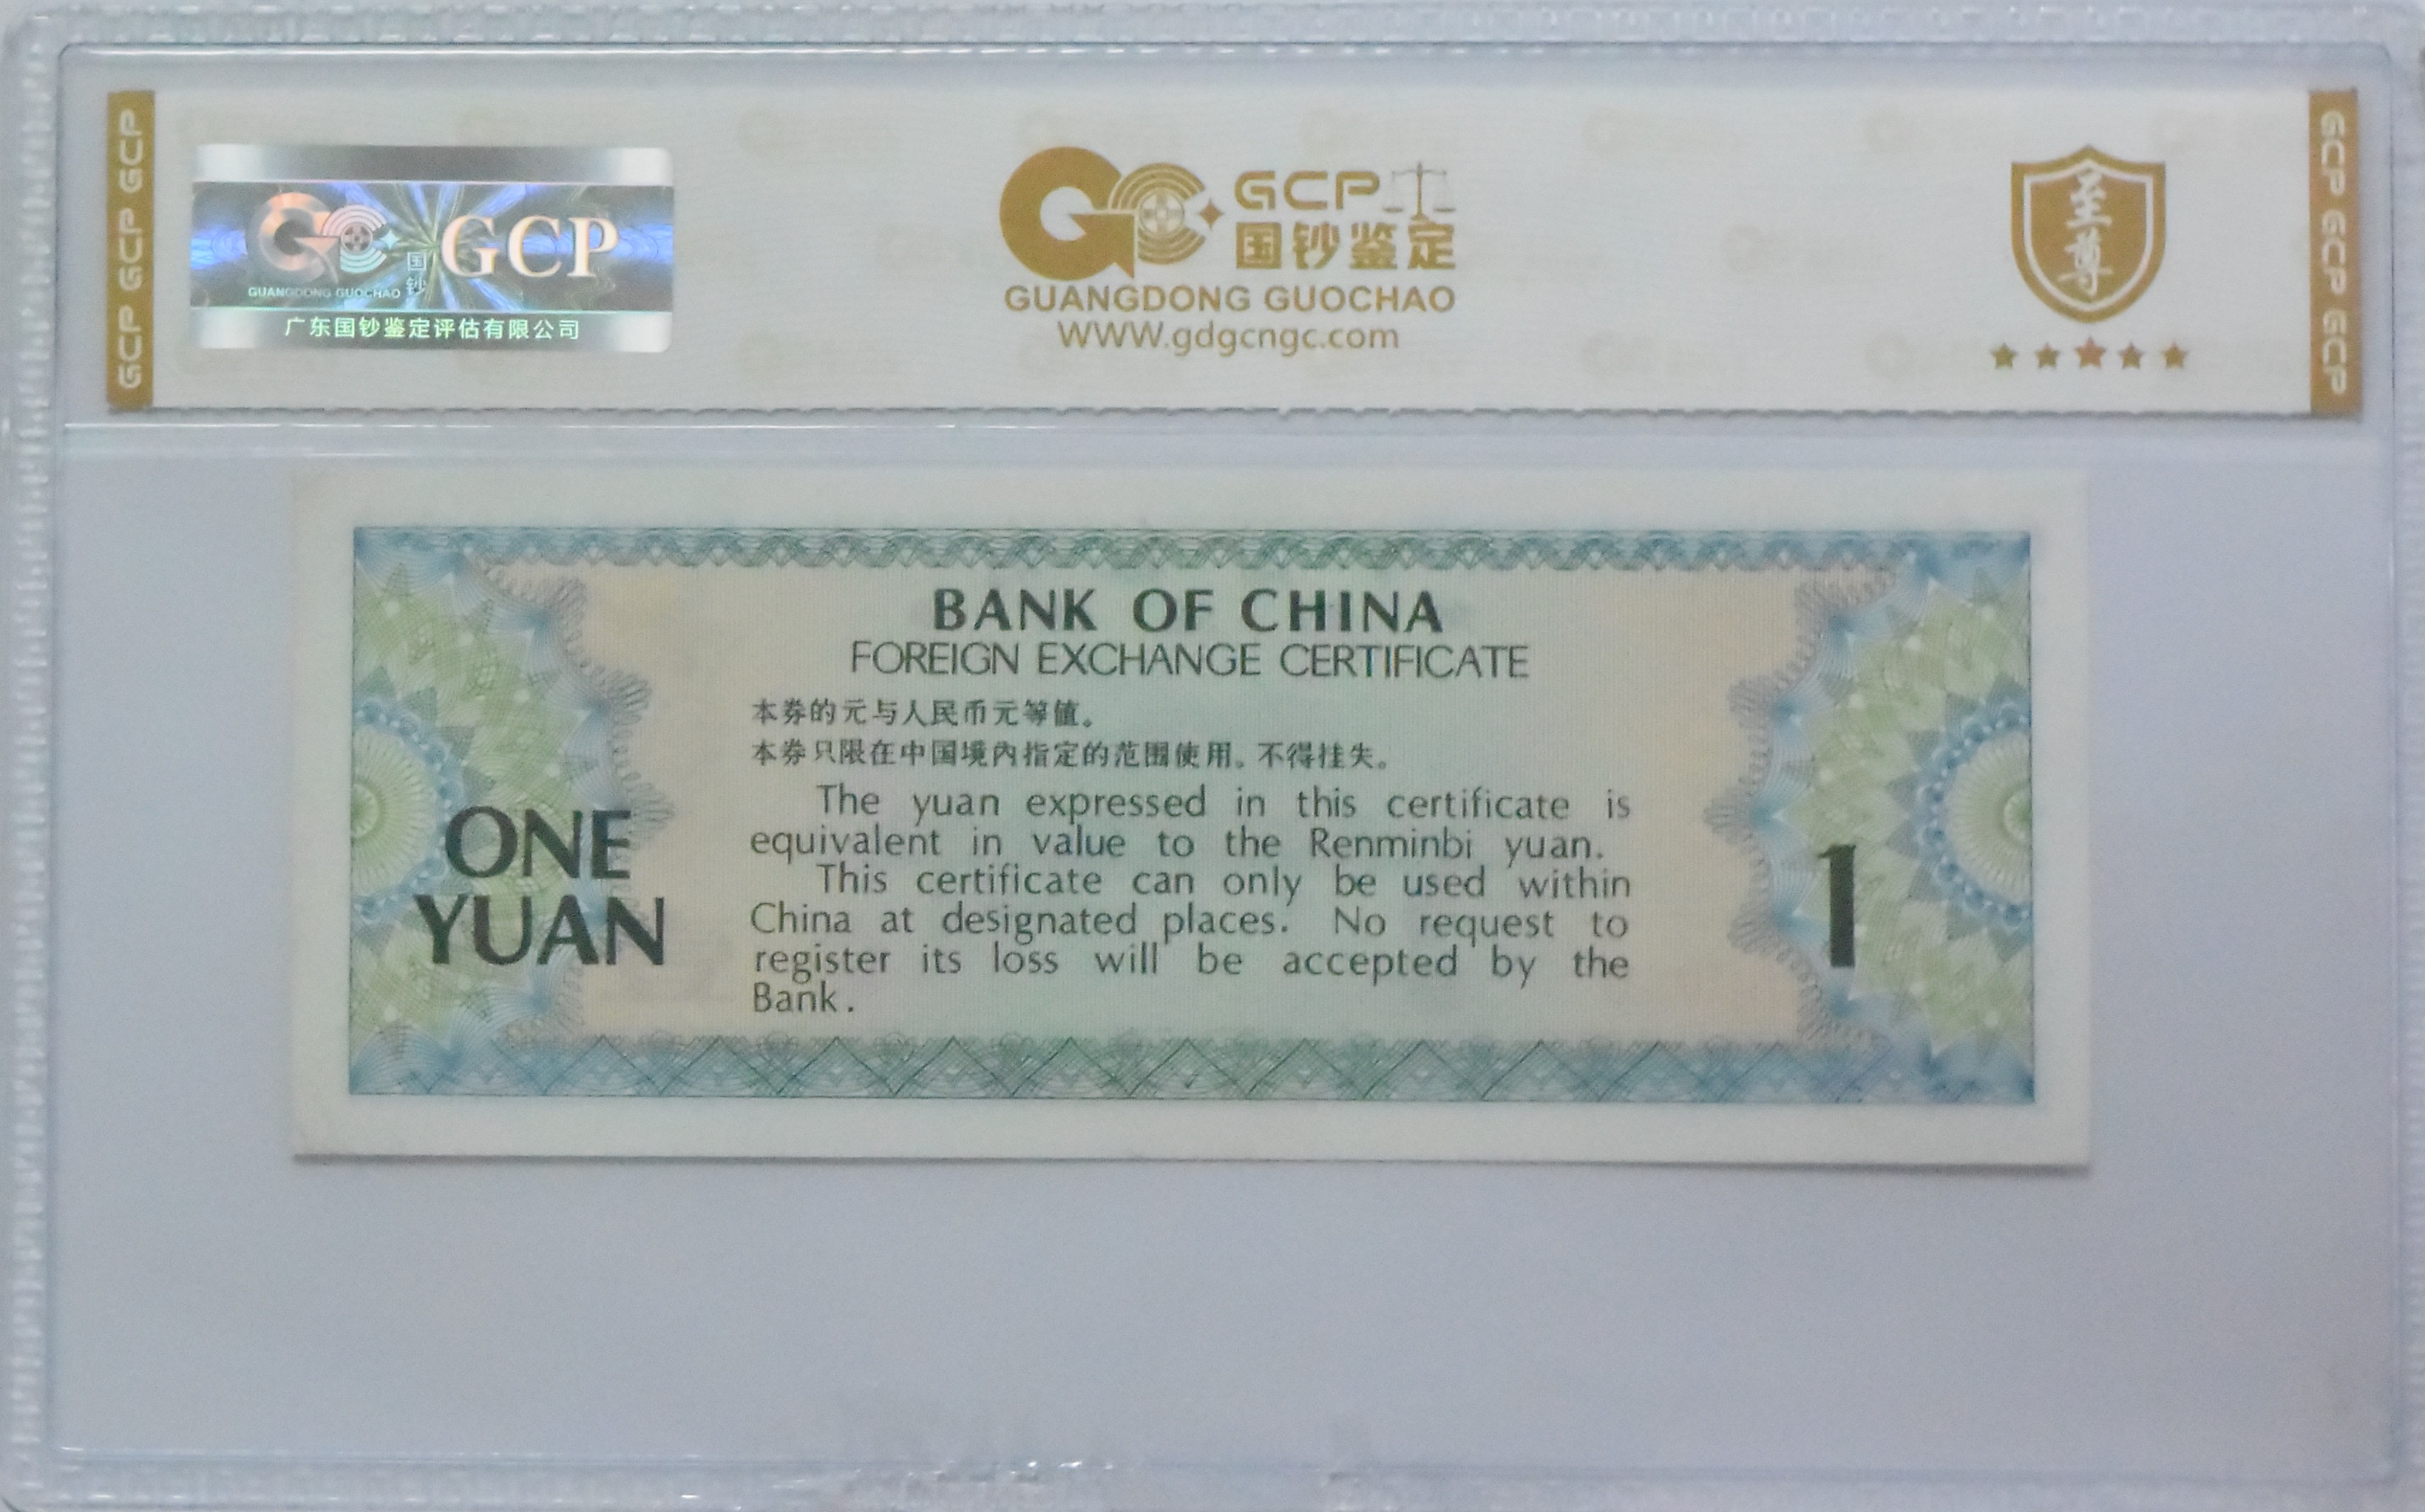 GCP GCP GCP
GCP
国
钞
GUANGDONG GUOCHAO
广东国钞鉴定评估有限公司
GCP
国钞鉴定
GUANGDONG GUOCHAO
WWW.gdgcngc.com
至
尊
GCP GCP GCP
BANK OF CHINA
FOREIGN EXCHANGE CERTIFICATE
本券的元与人民币元等值。
本券只限在中国境内指定的范围使用。不得挂失。
The yuan expressed in this certificate is
equivalent in value to the Renminbi yuan.
This certificate can only be used within
China at designated places. No request to
register its loss will be accepted by the
Bank.
ONE
YUAN
1